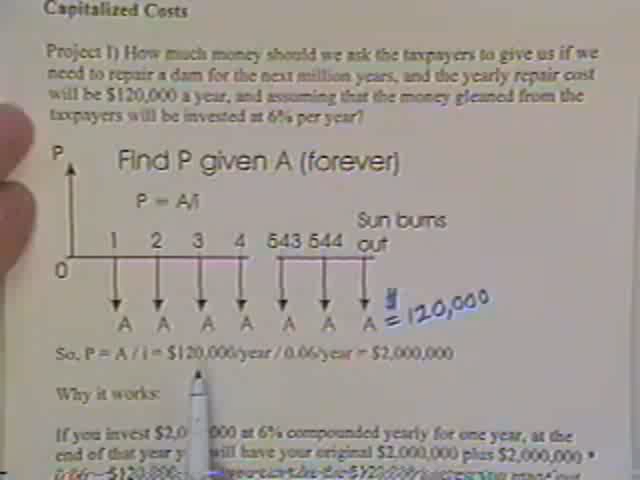 Capitalized Costs
Project 1) How much money should we ask the taxpayers to give us if we
need to repair a dam for the next million years, and the yearly repair cost
will be $120,000 a year, and assuming that the money gleaned from the
taxpayers will be invested at 6% per year?
P
Find P given A (forever)
P = A/i
Sun burns
out
1 2 3 4 543 544
0
A A A A A A A
$
= 120,000
So, P = A / i = $120,000/year / 0.06/year = $2,000,000
Why it works:
If you invest $2,0 00 at 6% compounded yearly for one year, at the
end of that year will have your original $2,000,000 plus $2,000,000 *